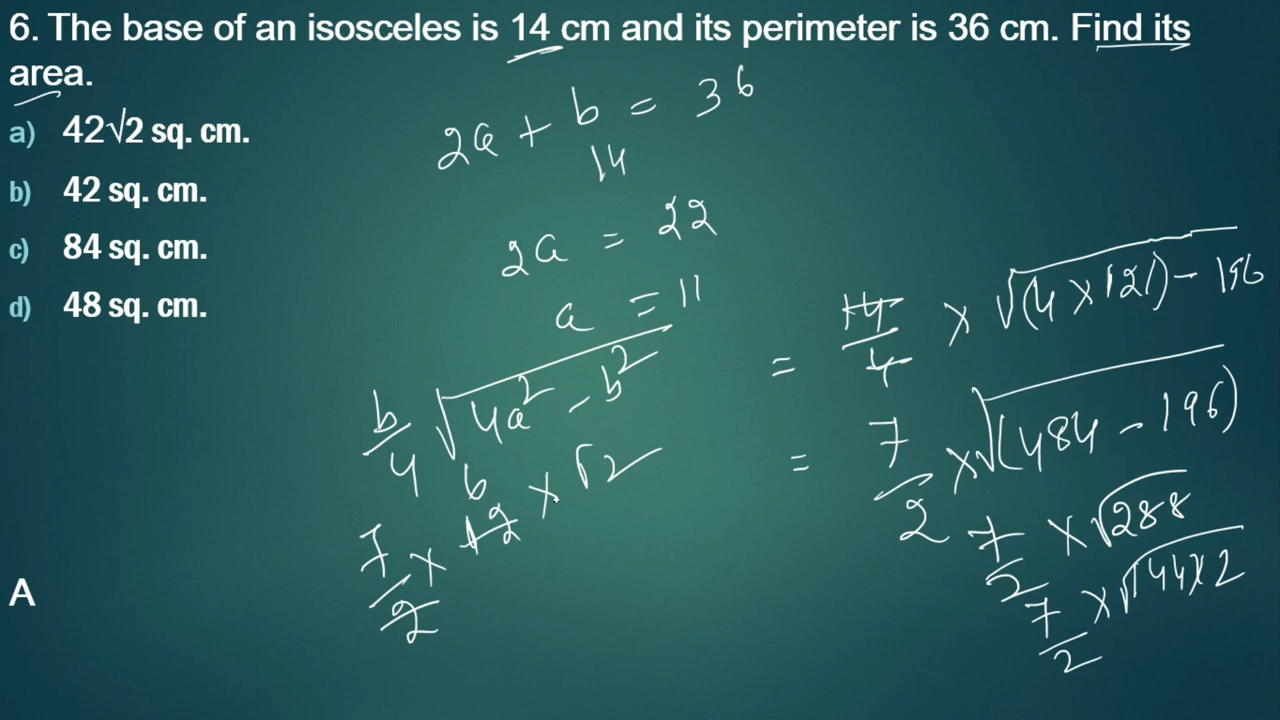 6. The base of an isosceles is 14 cm and its perimeter is 36 cm. Find its
area.
a) 42√2 sq. cm.
b) 42 sq. cm.
c) 84 sq. cm.
d) 48 sq. cm.
2a + b = 36
14
2a = 22
a = 11
b/4 √(4a² - b²)
7/2 × 12 × √2
6
= 14/4 × √(4 × 121) - 196
= 7/2 × √(484 - 196)
7/2 × √288
7/2 × √144×2
A